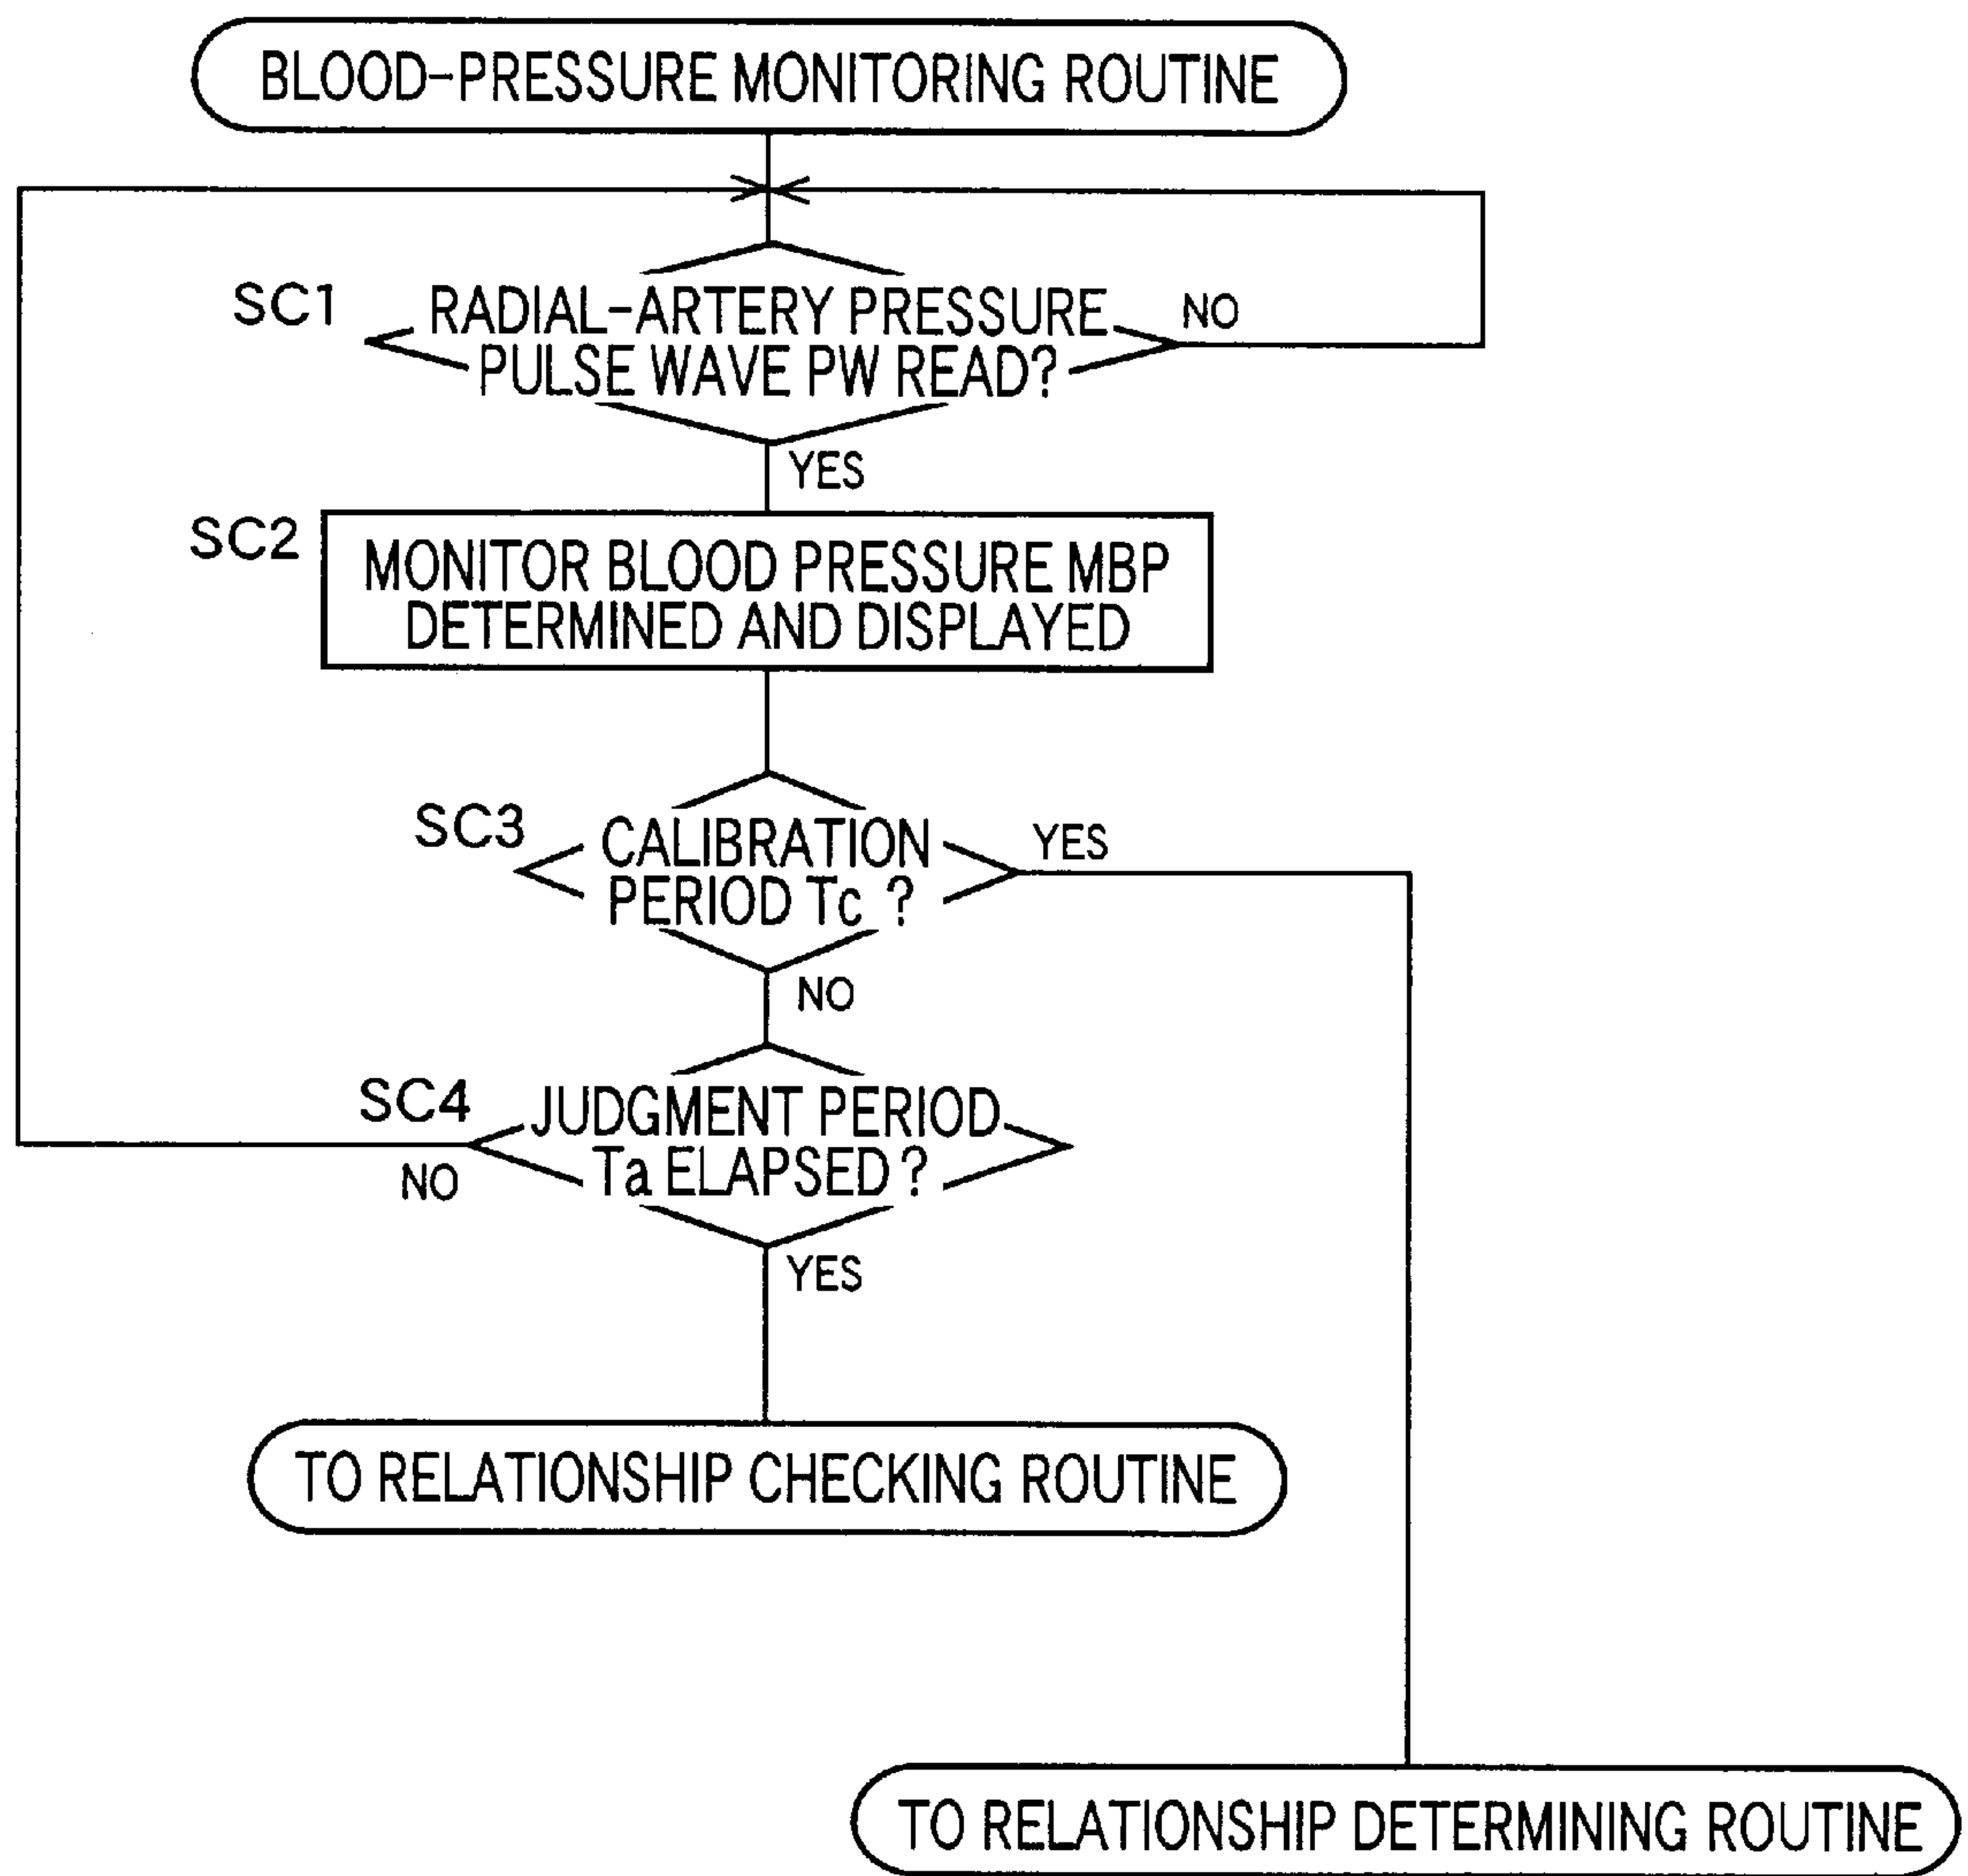 BLOOD-PRESSURE MONITORING ROUTINE
SC1
RADIAL-ARTERY PRESSURE
PULSE WAVE PW READ?
NO
YES
SC2
MONITOR BLOOD PRESSURE MBP
DETERMINED AND DISPLAYED
SC3
CALIBRATION
PERIOD Tc ?
YES
NO
SC4
JUDGMENT PERIOD
Ta ELAPSED ?
NO
YES
TO RELATIONSHIP CHECKING ROUTINE
TO RELATIONSHIP DETERMINING ROUTINE